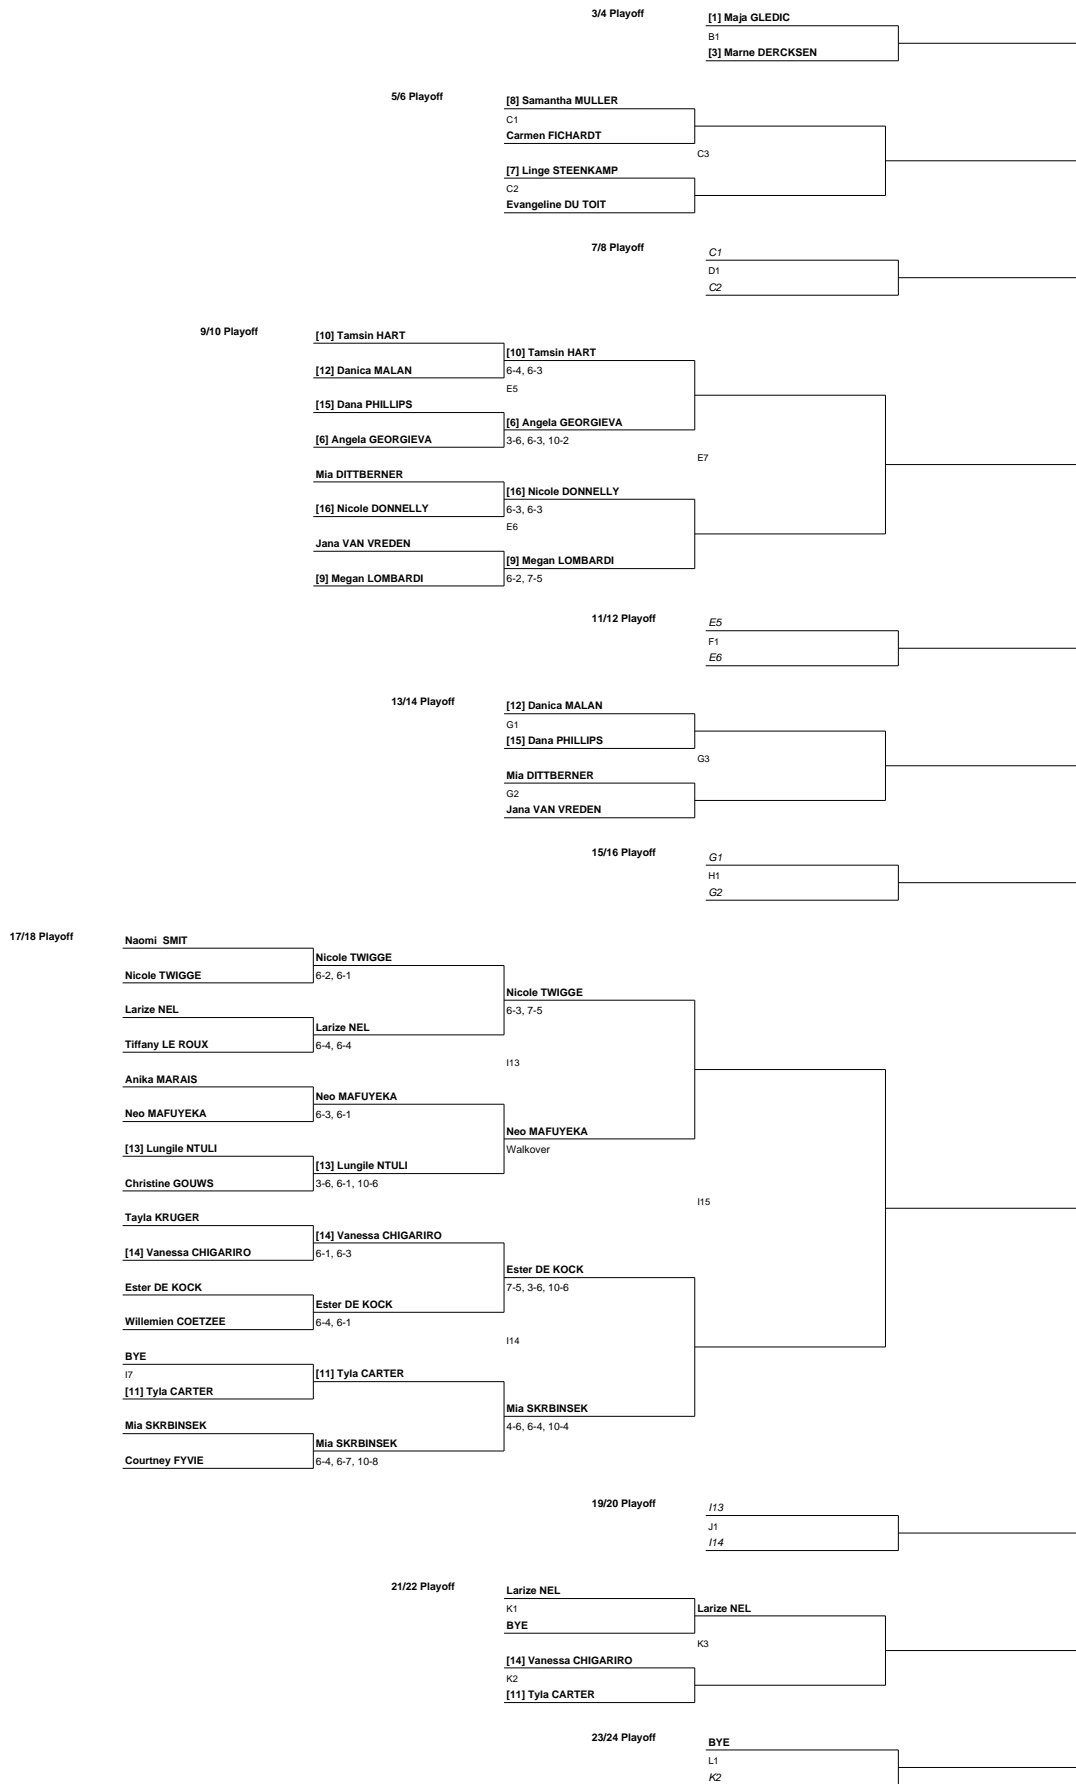 3/4 Playoff
[1] Maja GLEDIC
B1
[3] Marne DERCKSEN
5/6 Playoff
[8] Samantha MULLER
C1
Carmen FICHARDT
C3
[7] Linge STEENKAMP
C2
Evangeline DU TOIT
7/8 Playoff
C1
D1
C2
9/10 Playoff
[10] Tamsin HART
[10] Tamsin HART
[12] Danica MALAN
6-4, 6-3
E5
[15] Dana PHILLIPS
[6] Angela GEORGIEVA
[6] Angela GEORGIEVA
3-6, 6-3, 10-2
E7
Mia DITTBERNER
[16] Nicole DONNELLY
[16] Nicole DONNELLY
6-3, 6-3
E6
Jana VAN VREDEN
[9] Megan LOMBARDI
[9] Megan LOMBARDI
6-2, 7-5
11/12 Playoff
E5
F1
E6
13/14 Playoff
[12] Danica MALAN
G1
[15] Dana PHILLIPS
G3
Mia DITTBERNER
G2
Jana VAN VREDEN
15/16 Playoff
G1
H1
G2
17/18 Playoff
Naomi  SMIT
Nicole TWIGGE
Nicole TWIGGE
6-2, 6-1
Nicole TWIGGE
6-3, 7-5
Larize NEL
Larize NEL
Tiffany LE ROUX
6-4, 6-4
I13
Anika MARAIS
Neo MAFUYEKA
Neo MAFUYEKA
6-3, 6-1
Neo MAFUYEKA
Walkover
[13] Lungile NTULI
[13] Lungile NTULI
Christine GOUWS
3-6, 6-1, 10-6
I15
Tayla KRUGER
[14] Vanessa CHIGARIRO
[14] Vanessa CHIGARIRO
6-1, 6-3
Ester DE KOCK
7-5, 3-6, 10-6
Ester DE KOCK
Ester DE KOCK
Willemien COETZEE
6-4, 6-1
I14
BYE
I7
[11] Tyla CARTER
[11] Tyla CARTER
Mia SKRBINSEK
4-6, 6-4, 10-4
Mia SKRBINSEK
Mia SKRBINSEK
Courtney FYVIE
6-4, 6-7, 10-8
19/20 Playoff
I13
J1
I14
21/22 Playoff
Larize NEL
K1
Larize NEL
BYE
K3
[14] Vanessa CHIGARIRO
K2
[11] Tyla CARTER
23/24 Playoff
BYE
L1
K2